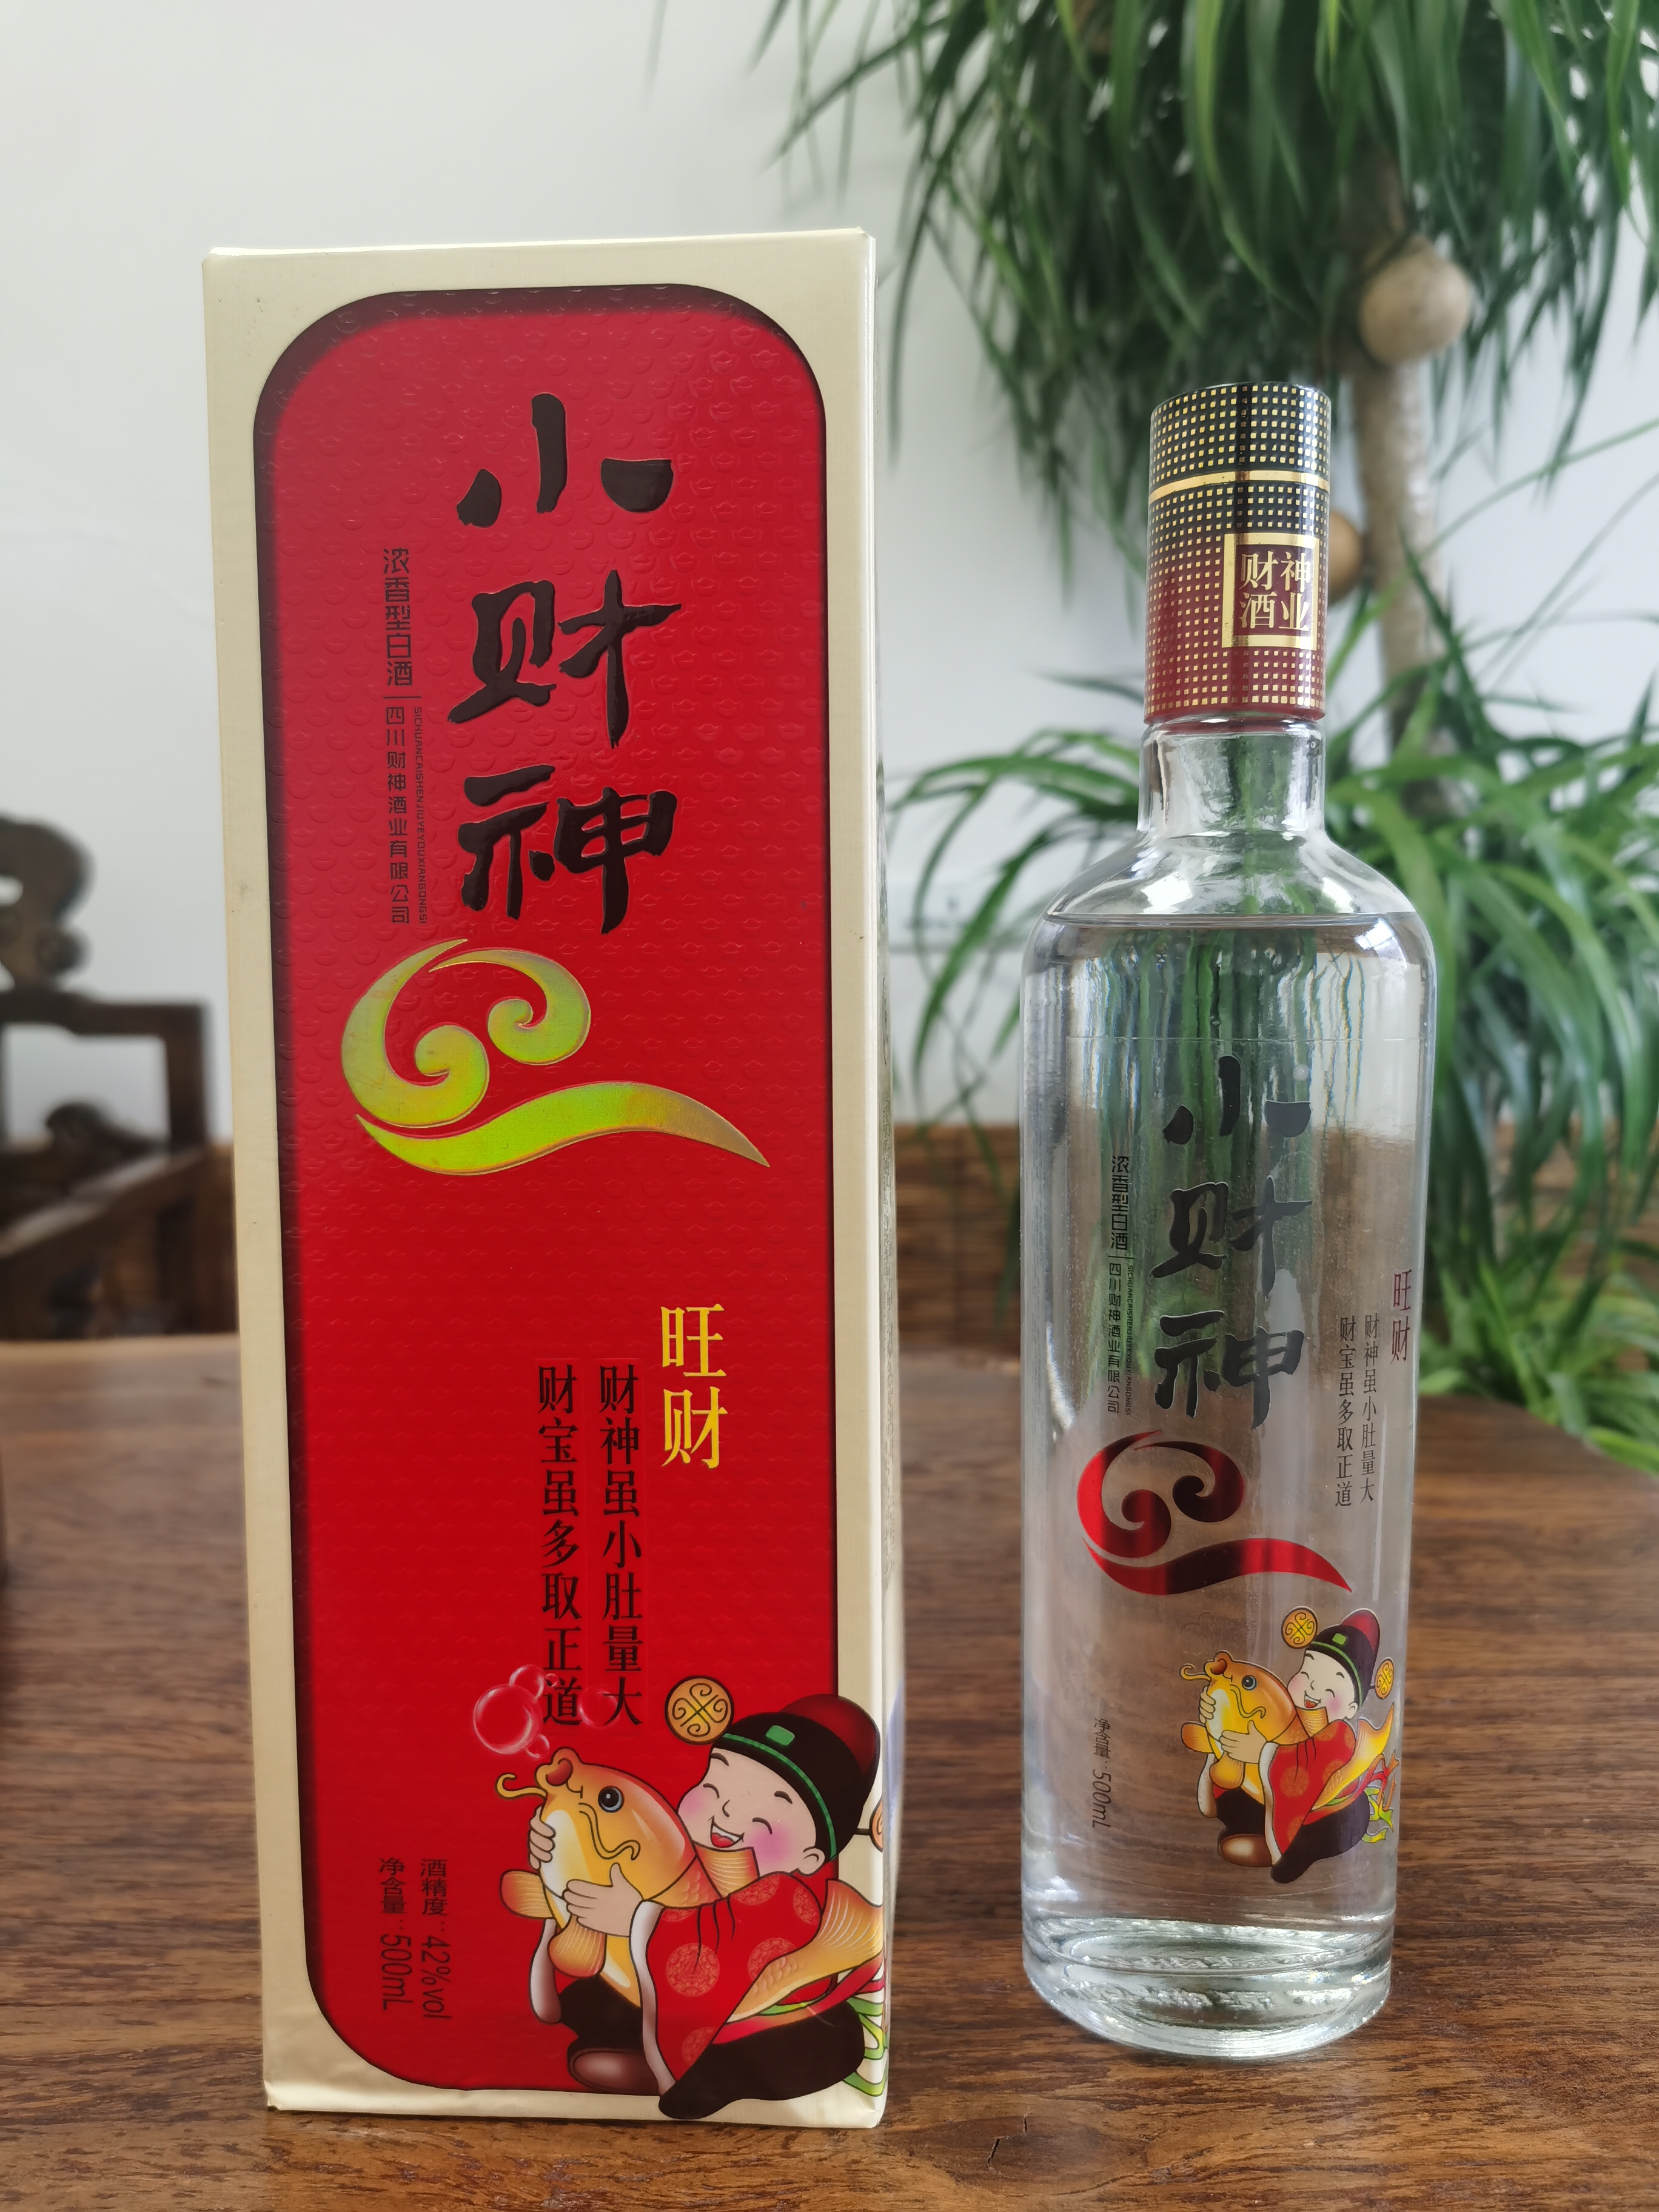 小财神
浓香型白酒
四川财神酒业有限公司
SICHUANCAISHENJIUYEYOUXIANGONGSI
旺财
财神虽小肚量大
财宝虽多取正道
酒精度:42%vol
净含量:500mL
财神
酒业
小财神
浓香型白酒
四川财神酒业有限公司
SICHUANCAISHENJIUYEYOUXIANGONGSI
旺财
财神虽小肚量大
财宝虽多取正道
净含量:500mL